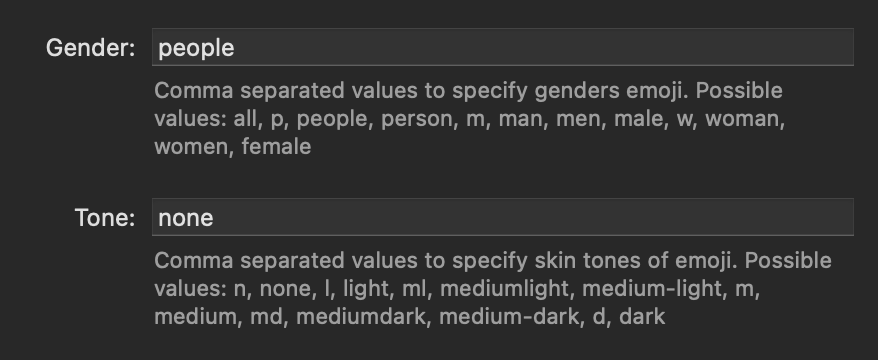 Gender: people
Comma separated values to specify genders emoji. Possible
values: all, p, people, person, m, man, men, male, w, woman,
women, female
Tone: none
Comma separated values to specify skin tones of emoji. Possible
values: n, none, l, light, ml, mediumlight, medium-light, m,
medium, md, mediumdark, medium-dark, d, dark